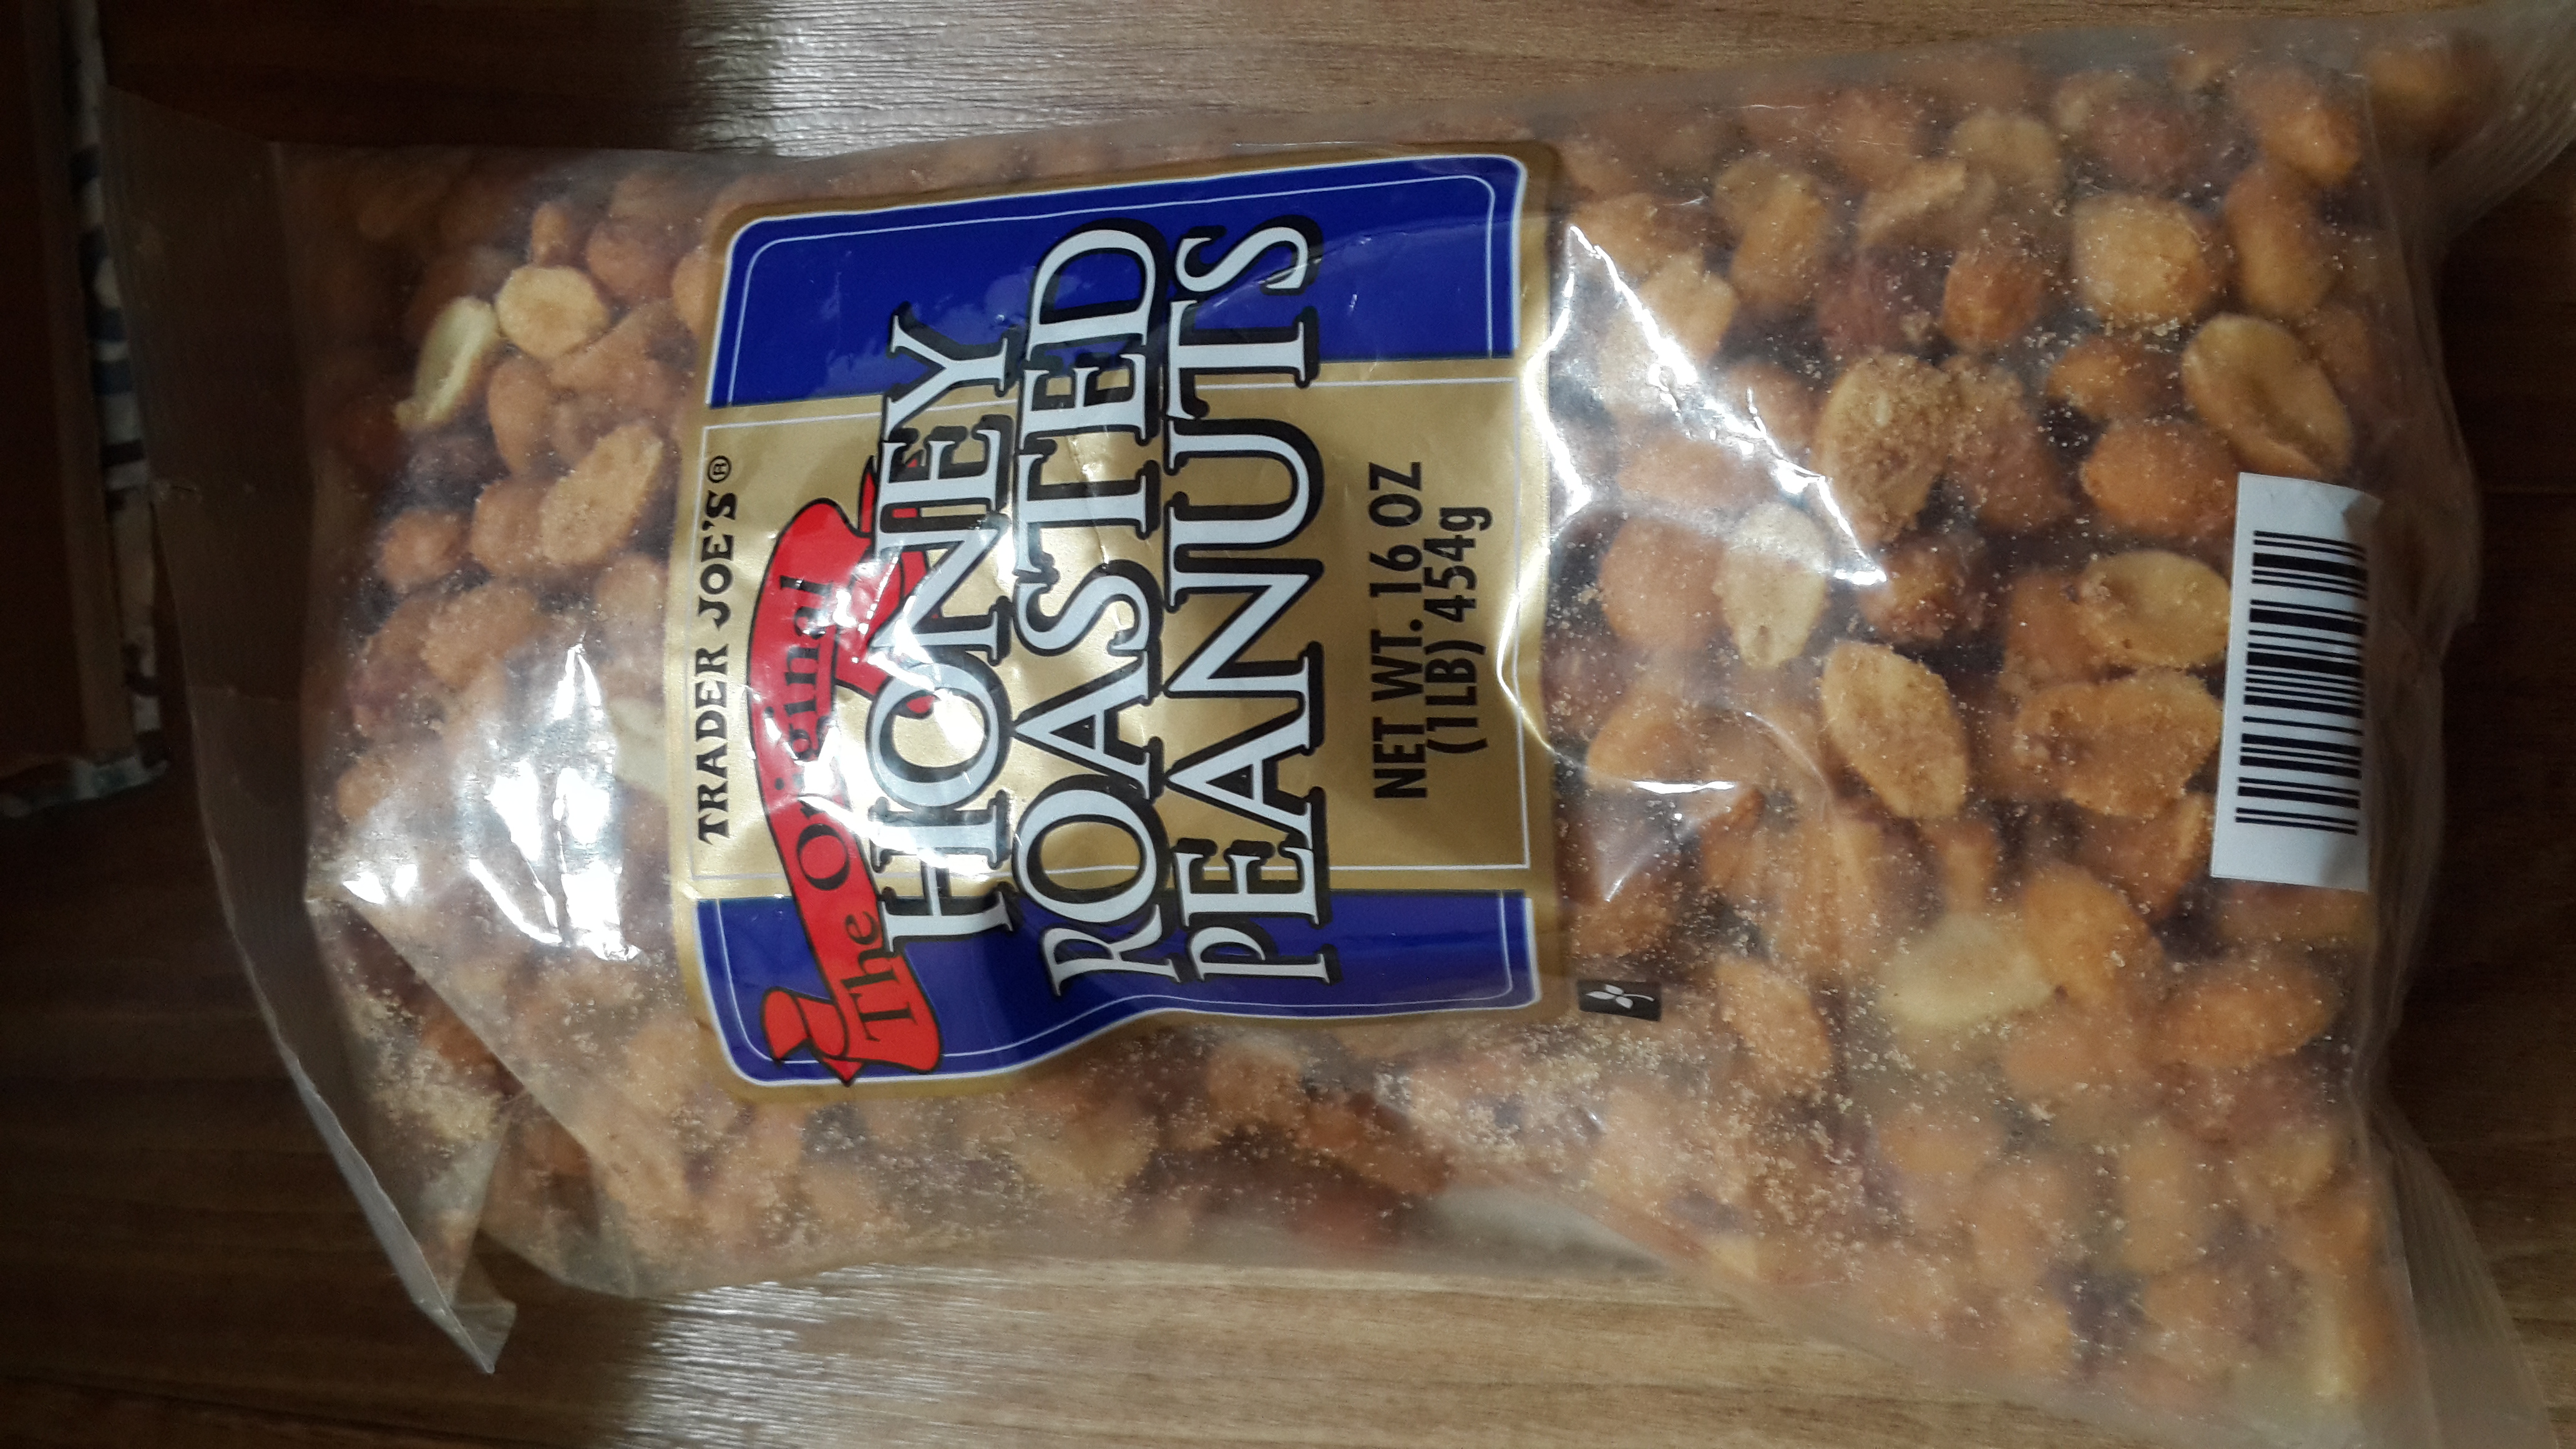 TRADER JOE'S®
The Original
HONEY
ROASTED
PEANUTS
NET WT. 16 OZ
(1LB) 454g